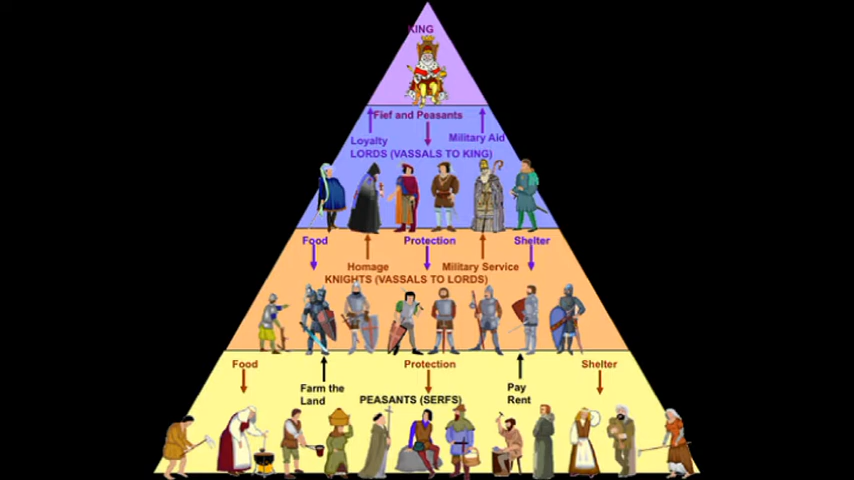 KING
Fief and Peasants
Loyalty
Military Aid
LORDS (VASSALS TO KING)
Food
Protection
Shelter
Homage
Military Service
KNIGHTS (VASSALS TO LORDS)
Food
Protection
Shelter
Farm the
Land
Pay
Rent
PEASANTS (SERFS)